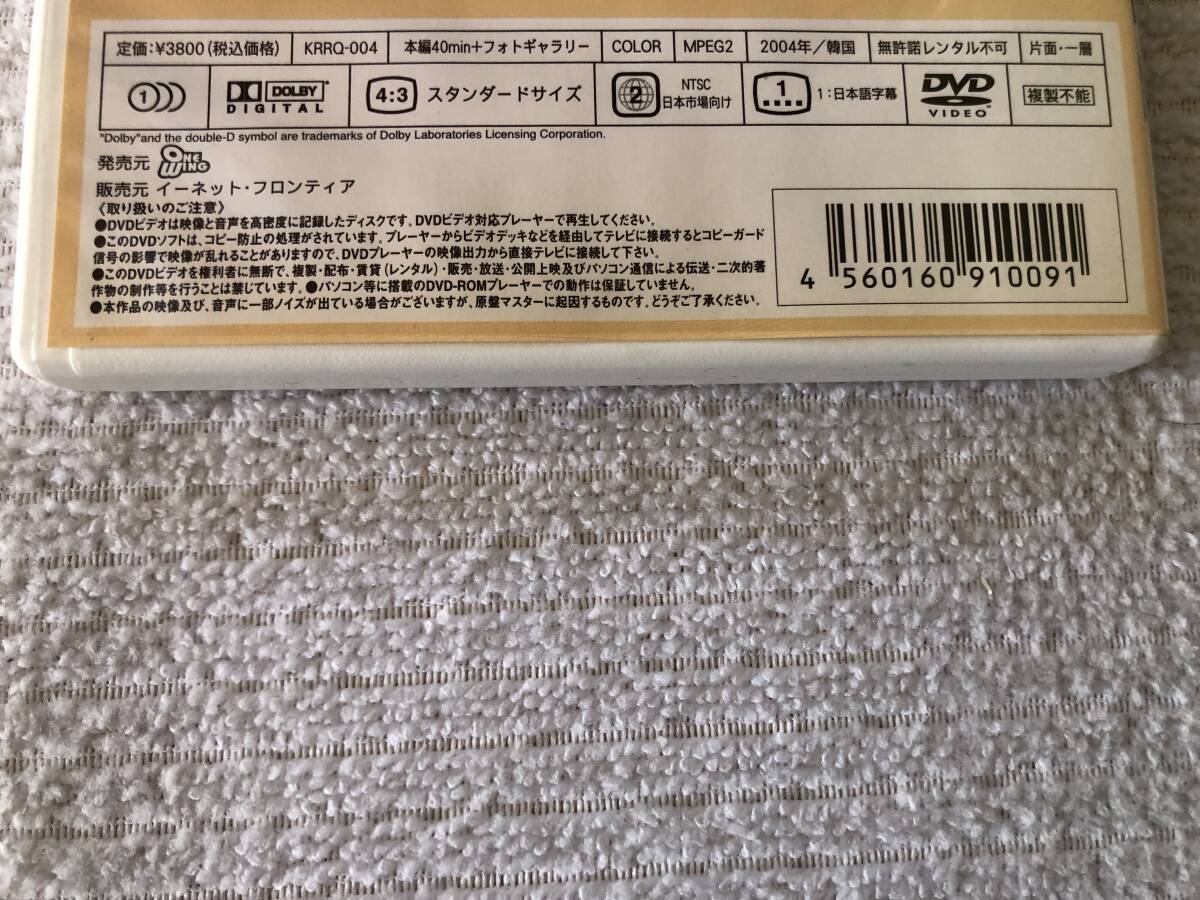 定価:¥3800(税込価格) KRRQ-004 本編40min+フォトギャラリー COLOR MPEG2 2004年/韓国 無許諾レンタル不可 片面・一層
1 DOLBY DIGITAL 4:3 スタンダードサイズ 2 NTSC 日本市場向け 1 1:日本語字幕 DVD VIDEO 複製不能
"Dolby"and the double-D symbol are trademarks of Dolby Laboratories Licensing Corporation.
発売元 ONE WING
販売元 イーネット・フロンティア
《取り扱いのご注意》
●DVDビデオは映像と音声を高密度に記録したディスクです。DVDビデオ対応プレーヤーで再生してください。
●このDVDソフトは、コピー防止の処理がされています。プレーヤーからビデオデッキなどを経由してテレビに接続するとコピーガード
信号の影響で映像が乱れることがありますので、DVDプレーヤーの映像出力から直接テレビに接続して下さい。
●このDVDビデオを権利者に無断で、複製・配布・賃貸(レンタル)・販売・放送・公開上映及びパソコン通信による伝送・二次的著
作物の制作等を行うことは禁じています。●パソコン等に搭載のDVD-ROMプレーヤーでの動作は保証していません。
●本作品の映像及び、音声に一部ノイズが出ている場合がございますが、原盤マスターに起因するものです。どうぞご了承ください。
4 560160 910091